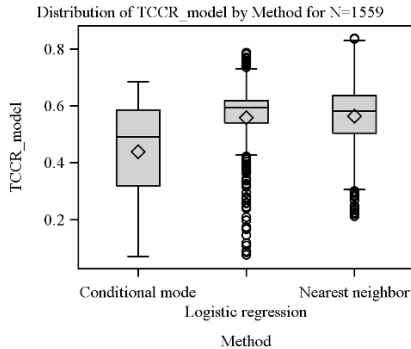 Distribution of TCCR_model by Method for N=1559
TCCR_model
0.8
0.6
0.4
0.2
Conditional mode
Nearest neighbor
Logistic regression
Method